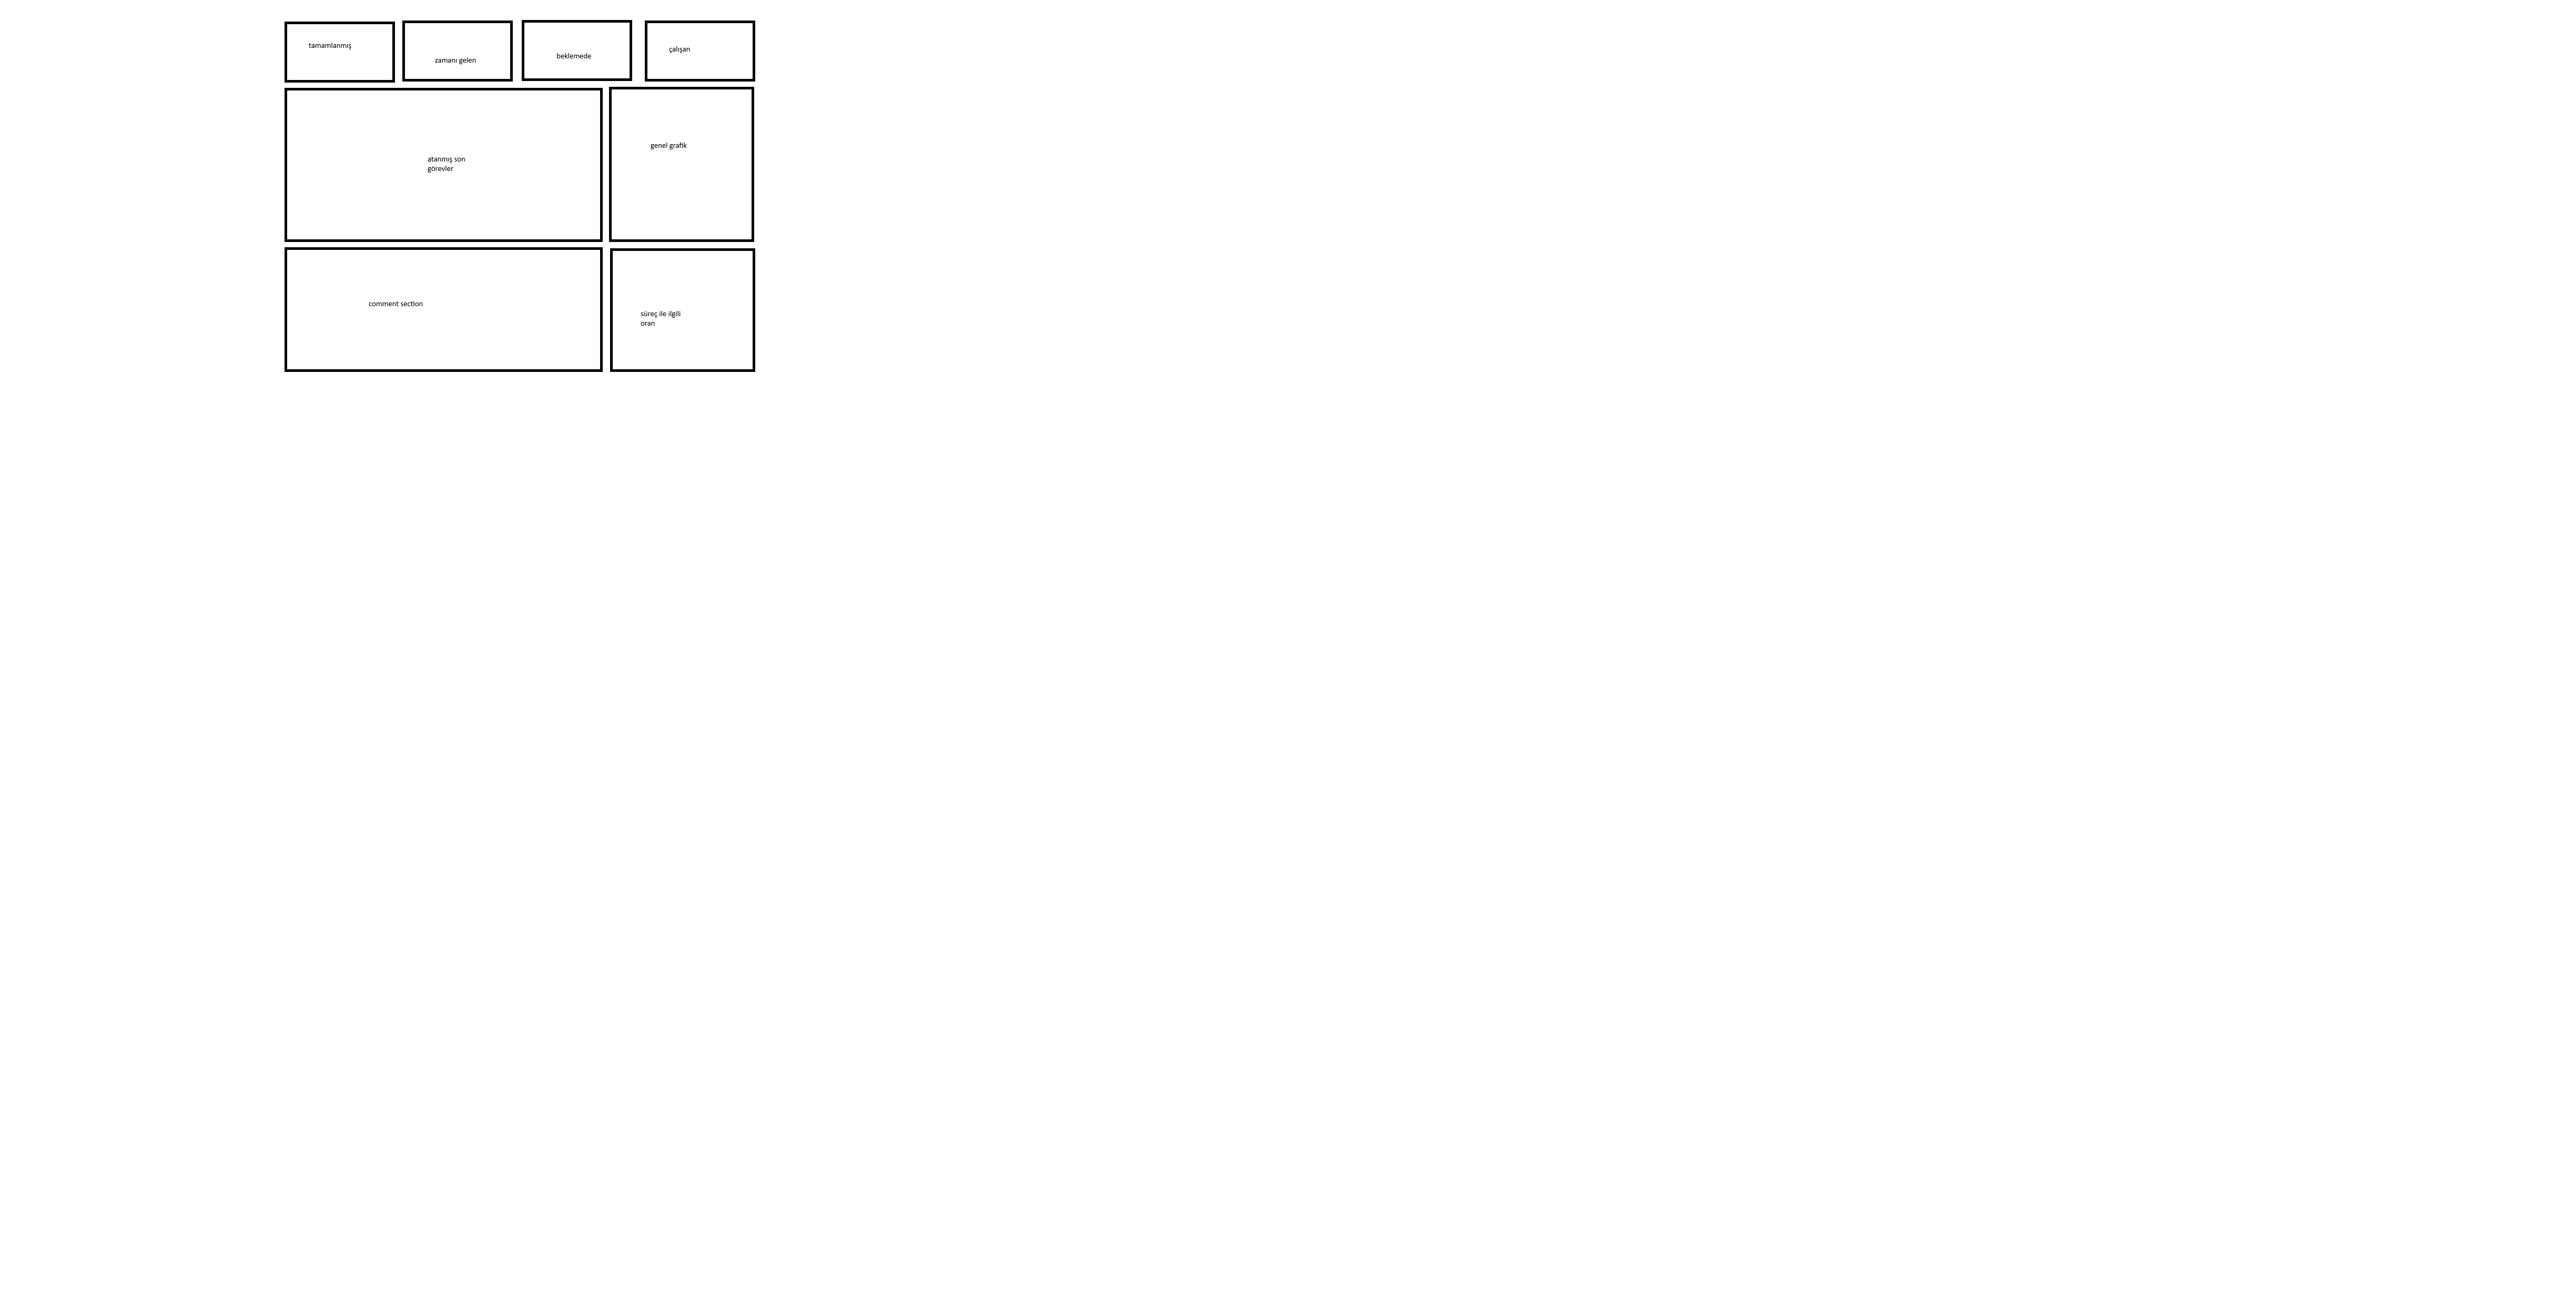 tamamlanmış
zamanı gelen
beklemede
çalışan
atanmış son
görevler
genel grafik
comment section
süreç ile ilgili
oran